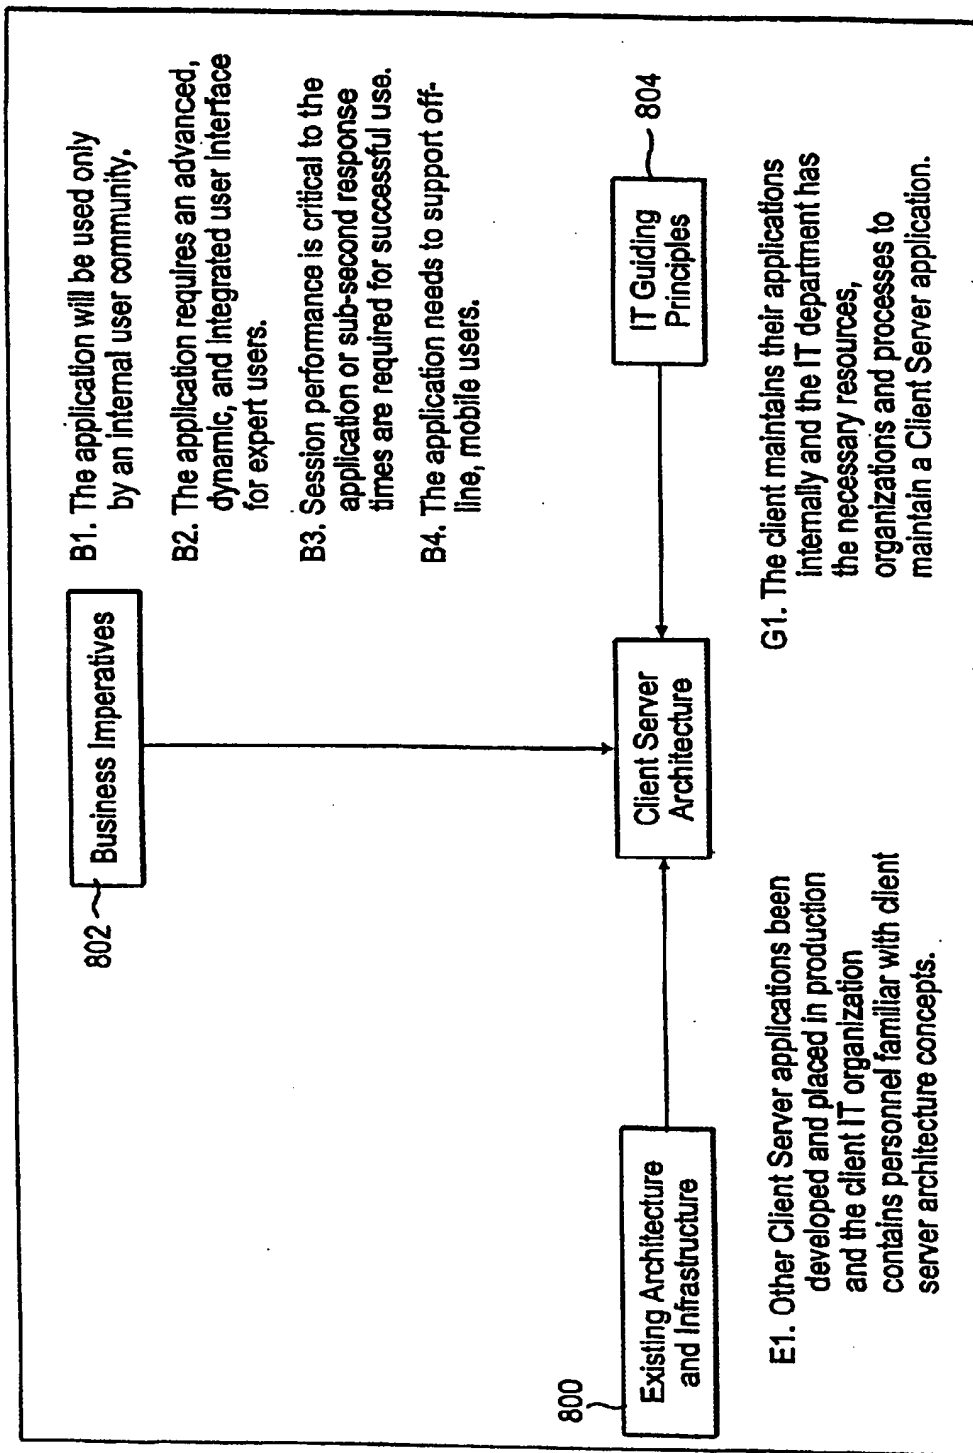 802
Business Imperatives
B1. The application will be used only
by an internal user community.
B2. The application requires an advanced,
dynamic, and integrated user interface
for expert users.
B3. Session performance is critical to the
application or sub-second response
times are required for successful use.
B4. The application needs to support off-
line, mobile users.
800
Existing Architecture
and Infrastructure
Client Server
Architecture
IT Guiding
Principles
804
E1. Other Client Server applications been
developed and placed in production
and the client IT organization
contains personnel familiar with client
server architecture concepts.
G1. The client maintains their applications
internally and the IT department has
the necessary resources,
organizations and processes to
maintain a Client Server application.